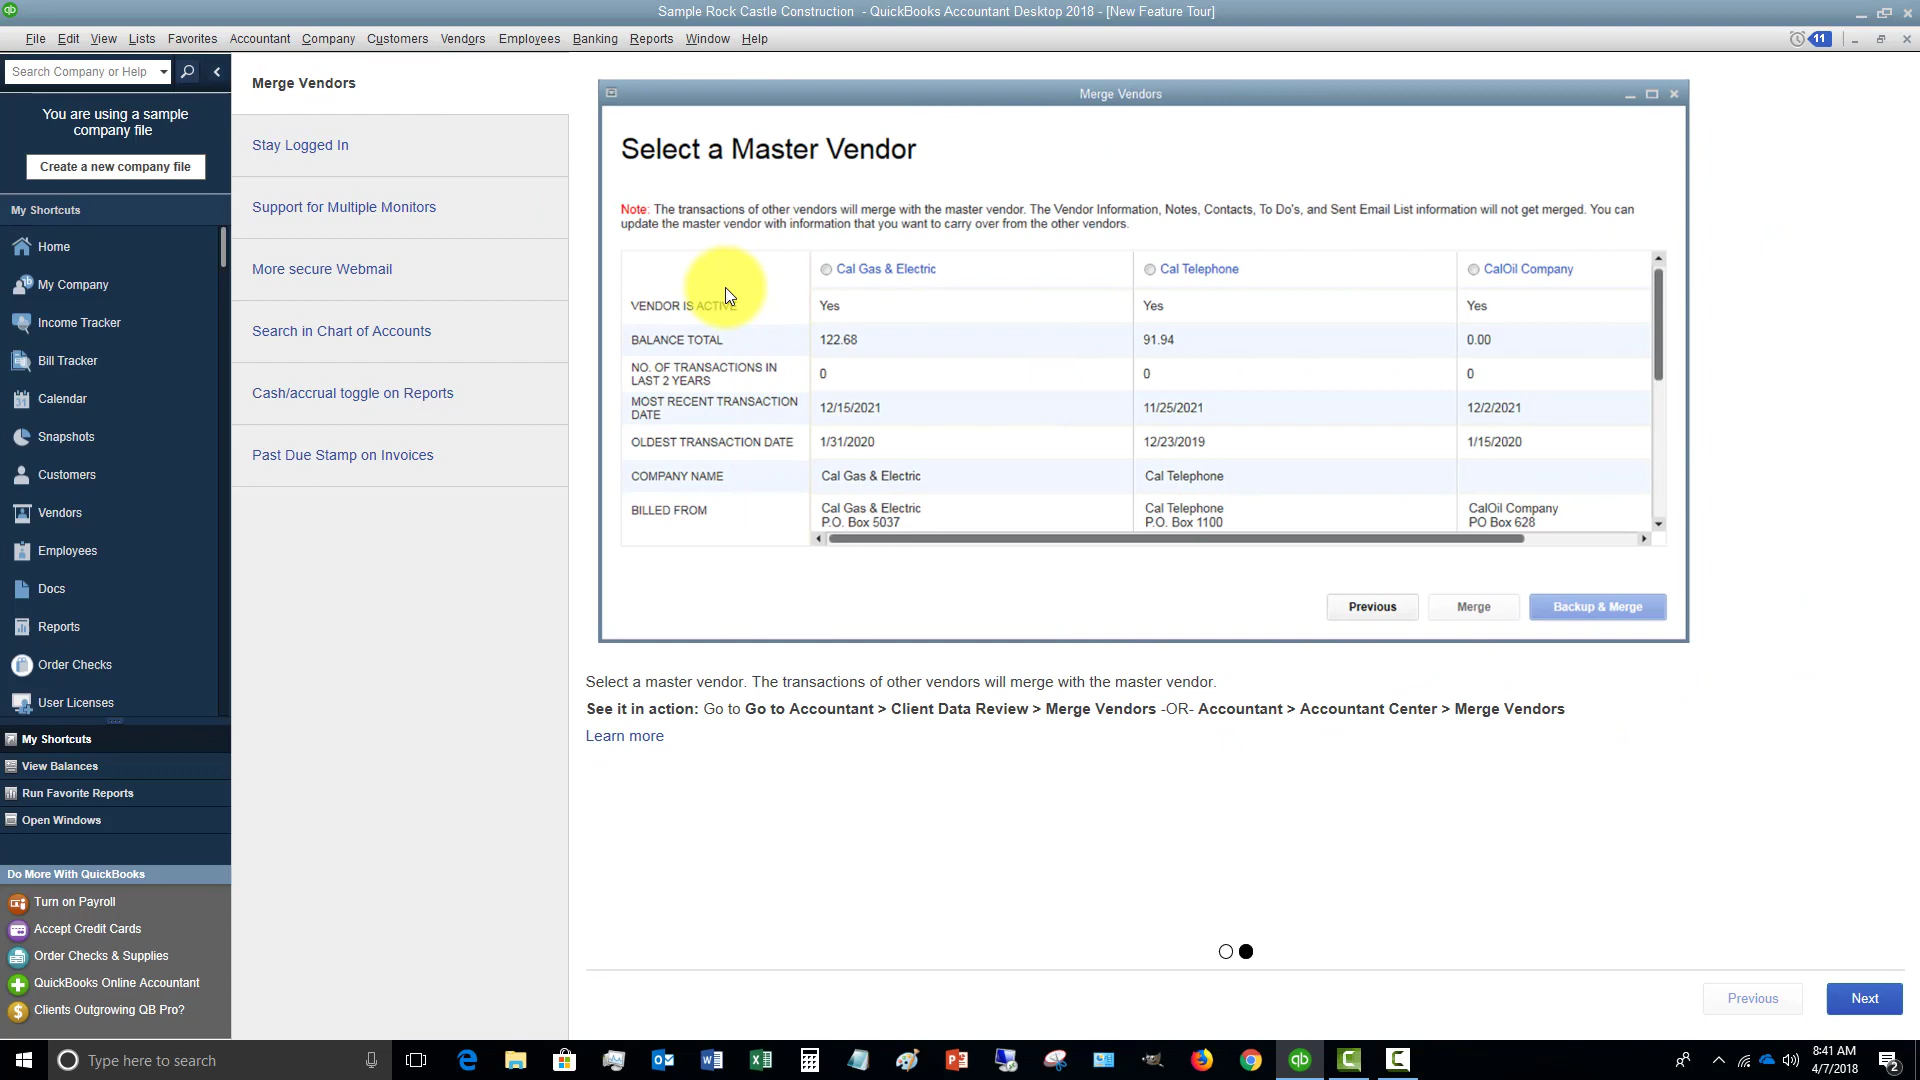 Sample Rock Castle Construction - QuickBooks Accountant Desktop 2018 - [New Feature Tour]
File Edit View Lists Favorites Accountant Company Customers Vendors Employees Banking Reports Window Help
11
Search Company or Help
You are using a sample
company file
Create a new company file
My Shortcuts
Home
My Company
Income Tracker
Bill Tracker
Calendar
Snapshots
Customers
Vendors
Employees
Docs
Reports
Order Checks
User Licenses
My Shortcuts
View Balances
Run Favorite Reports
Open Windows
Do More With QuickBooks
Turn on Payroll
Accept Credit Cards
Order Checks & Supplies
QuickBooks Online Accountant
Clients Outgrowing QB Pro?
Merge Vendors
Stay Logged In
Support for Multiple Monitors
More secure Webmail
Search in Chart of Accounts
Cash/accrual toggle on Reports
Past Due Stamp on Invoices
Merge Vendors
Select a Master Vendor
Note: The transactions of other vendors will merge with the master vendor. The Vendor Information, Notes, Contacts, To Do's, and Sent Email List information will not get merged. You can
update the master vendor with information that you want to carry over from the other vendors.
Cal Gas & Electric Cal Telephone CalOil Company
VENDOR IS ACTIVE Yes Yes Yes
BALANCE TOTAL 122.68 91.94 0.00
NO. OF TRANSACTIONS IN
LAST 2 YEARS 0 0 0
MOST RECENT TRANSACTION
DATE 12/15/2021 11/25/2021 12/2/2021
OLDEST TRANSACTION DATE 1/31/2020 12/23/2019 1/15/2020
COMPANY NAME Cal Gas & Electric Cal Telephone
BILLED FROM Cal Gas & Electric Cal Telephone CalOil Company
P.O. Box 5037 P.O. Box 1100 PO Box 628
Previous Merge Backup & Merge
Select a master vendor. The transactions of other vendors will merge with the master vendor.
See it in action: Go to Go to Accountant > Client Data Review > Merge Vendors -OR- Accountant > Accountant Center > Merge Vendors
Learn more
Previous Next
Type here to search
8:41 AM
4/7/2018
2